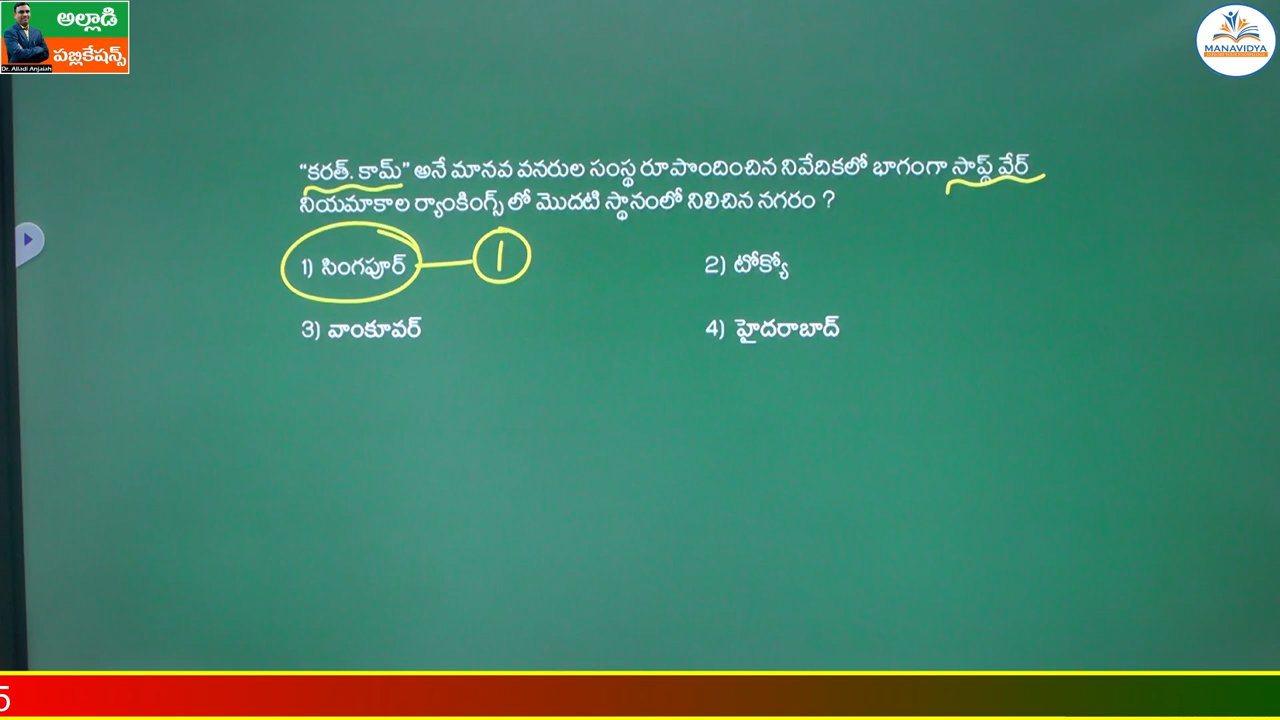 అల్లాడి
పబ్లికేషన్స్
Dr. Alladi Anjaiah
MANAVIDYA
"కరత్. కామ్" అనే మానవ వనరుల సంస్థ రూపొందించిన నివేదికలో భాగంగా సాఫ్ట్ వేర్
నియమాకాల ర్యాంకింగ్స్ లో మొదటి స్థానంలో నిలిచిన నగరం ?
1) సింగపూర్ — 1
2) టోక్యో
3) వాంకూవర్
4) హైదరాబాద్
5